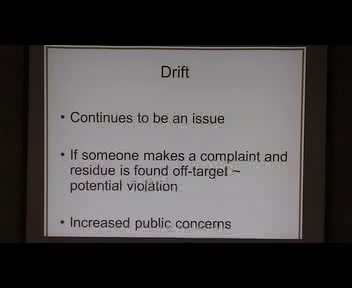 Drift
• Continues to be an issue
• If someone makes a complaint and
residue is found off-target ~
potential violation
• Increased public concerns